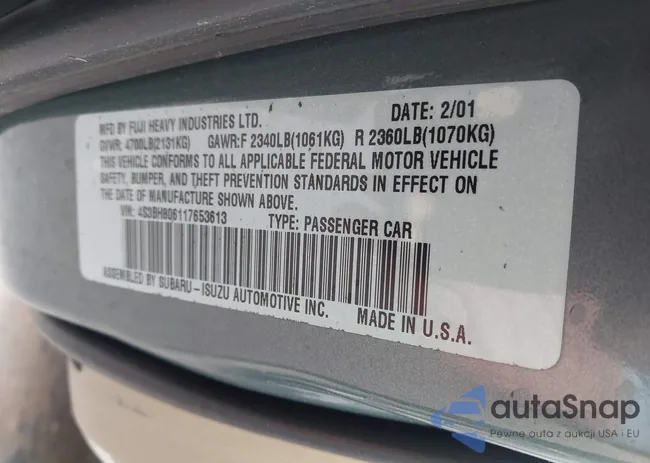 MFD BY FUJI HEAVY INDUSTRIES LTD. DATE: 2/01
GVWR: 4700LB(2131KG) GAWR:F 2340LB(1061KG) R 2360LB(1070KG)
THIS VEHICLE CONFORMS TO ALL APPLICABLE FEDERAL MOTOR VEHICLE
SAFETY, BUMPER, AND THEFT PREVENTION STANDARDS IN EFFECT ON
THE DATE OF MANUFACTURE SHOWN ABOVE.
VIN: 4S3BH806117653613 TYPE: PASSENGER CAR
ASSEMBLED BY SUBARU-ISUZU AUTOMOTIVE INC. MADE IN U.S.A.
autaSnap
Pewne auta z aukcji USA i EU